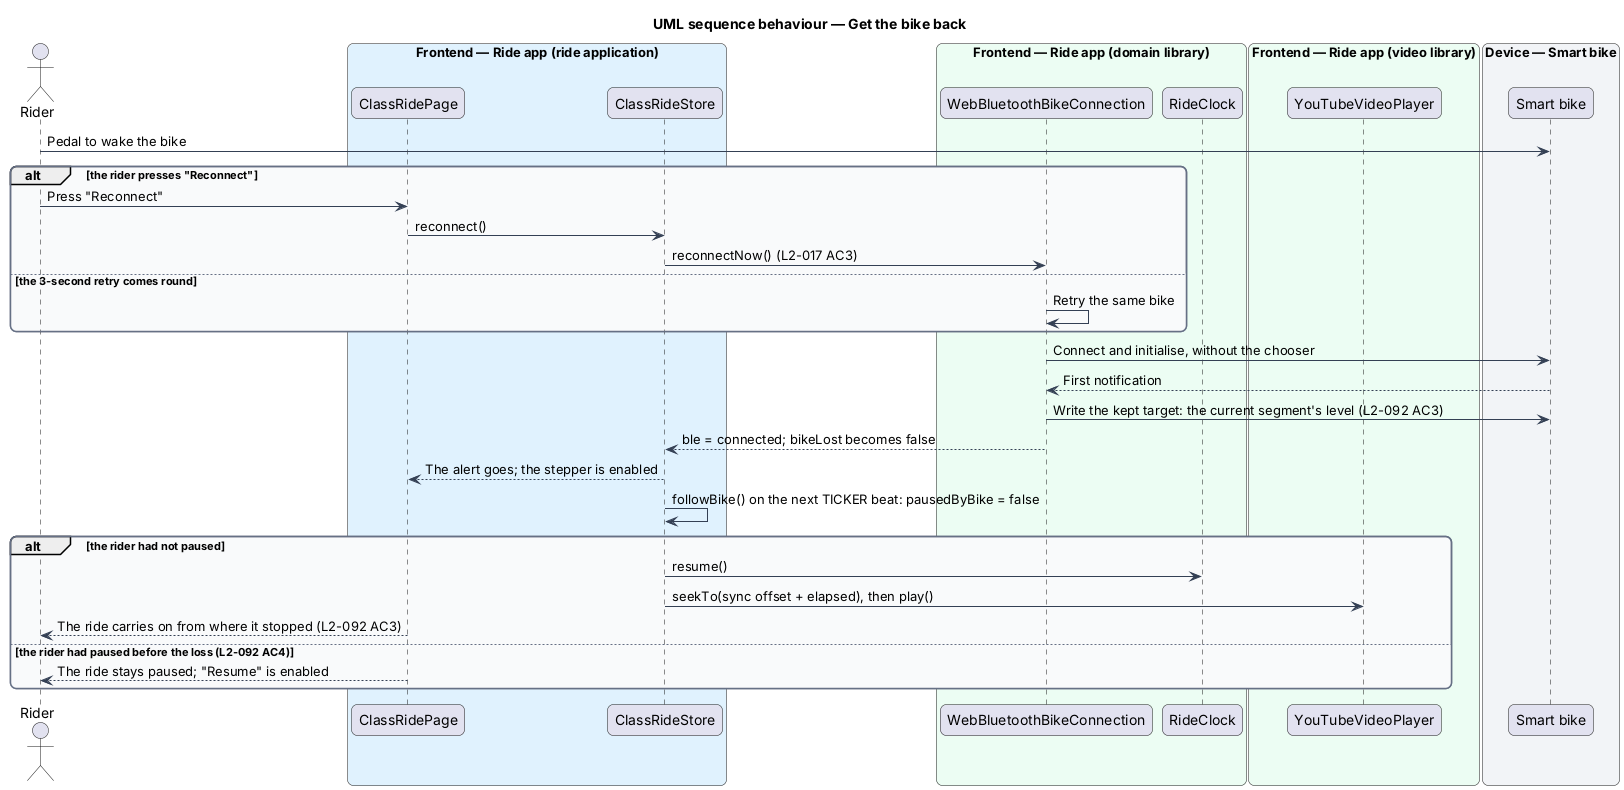 UML sequence behaviour — Get the bike back
Frontend — Ride app (ride application)
Frontend — Ride app (domain library)
Frontend — Ride app (video library)
Device — Smart bike
Rider
ClassRidePage
ClassRideStore
WebBluetoothBikeConnection
RideClock
YouTubeVideoPlayer
Smart bike
Pedal to wake the bike
alt [the rider presses "Reconnect"]
Press "Reconnect"
reconnect()
reconnectNow() (L2-017 AC3)
[the 3-second retry comes round]
Retry the same bike
Connect and initialise, without the chooser
First notification
Write the kept target: the current segment's level (L2-092 AC3)
ble = connected; bikeLost becomes false
The alert goes; the stepper is enabled
followBike() on the next TICKER beat: pausedByBike = false
alt [the rider had not paused]
resume()
seekTo(sync offset + elapsed), then play()
The ride carries on from where it stopped (L2-092 AC3)
[the rider had paused before the loss (L2-092 AC4)]
The ride stays paused; "Resume" is enabled
Rider
ClassRidePage
ClassRideStore
WebBluetoothBikeConnection
RideClock
YouTubeVideoPlayer
Smart bike